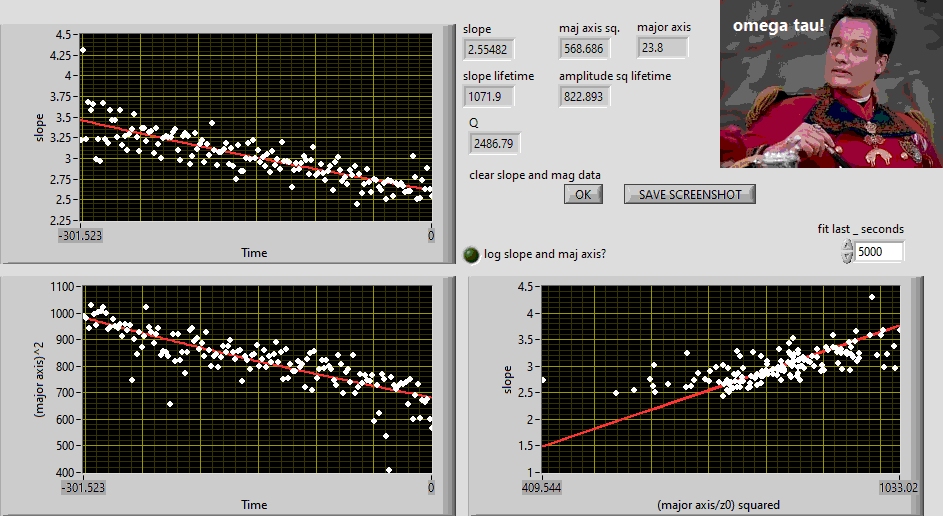 4.5
4.25
4
3.75
3.5
3.25
3
2.75
2.5
2.25
slope
-301.523
0
Time
slope
2.55482
maj axis sq.
568.686
major axis
23.8
slope lifetime
1071.9
amplitude sq lifetime
822.893
Q
2486.79
omega tau!
clear slope and mag data
OK
SAVE SCREENSHOT
log slope and maj axis?
fit last _ seconds
5000
1100
1000
900
800
700
600
500
400
(major axis)^2
-301.523
0
Time
4.5
4
3.5
3
2.5
2
1.5
1
slope
409.544
1033.02
(major axis/z0) squared